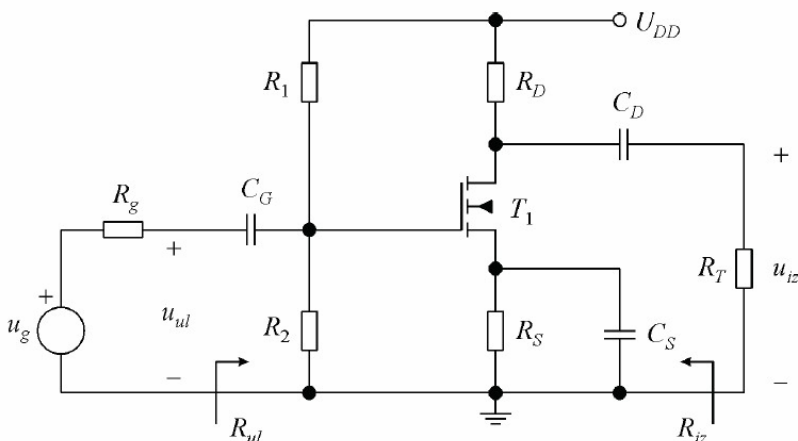 U_DD
R_1
R_D
C_D
+
R_g
C_G
T_1
+
+
u_g
u_ul
R_2
R_S
C_S
R_T
u_iz
−
−
R_ul
R_iz